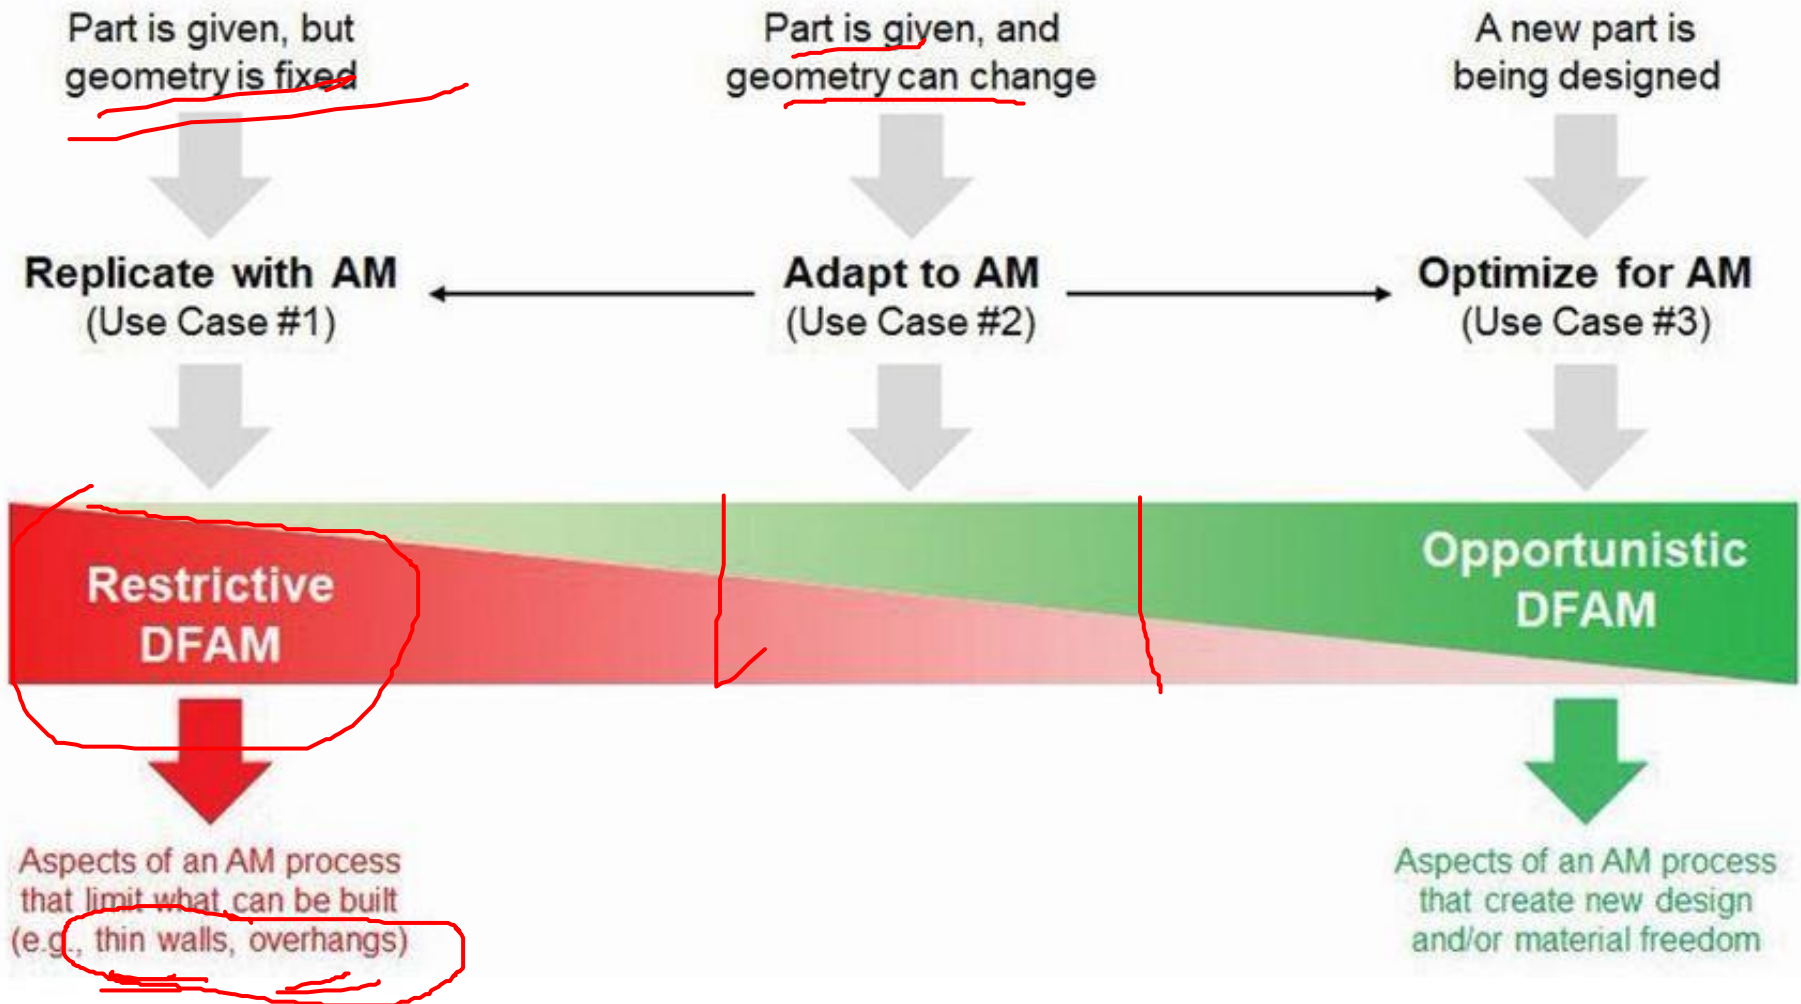 Part is given, but
geometry is fixed
Part is given, and
geometry can change
A new part is
being designed
Replicate with AM
(Use Case #1)
Adapt to AM
(Use Case #2)
Optimize for AM
(Use Case #3)
Restrictive
DFAM
Opportunistic
DFAM
Aspects of an AM process
that limit what can be built
(e.g., thin walls, overhangs)
Aspects of an AM process
that create new design
and/or material freedom